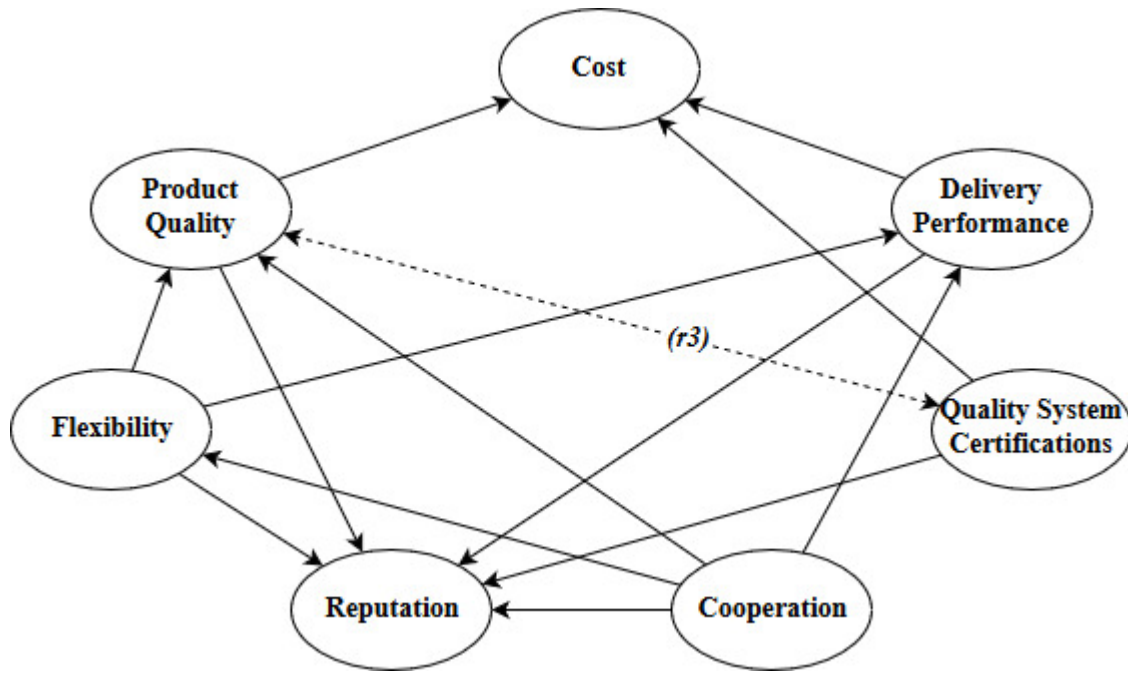 Cost
Product
Quality
Delivery
Performance
(r3)
Flexibility
Quality System
Certifications
Reputation
Cooperation